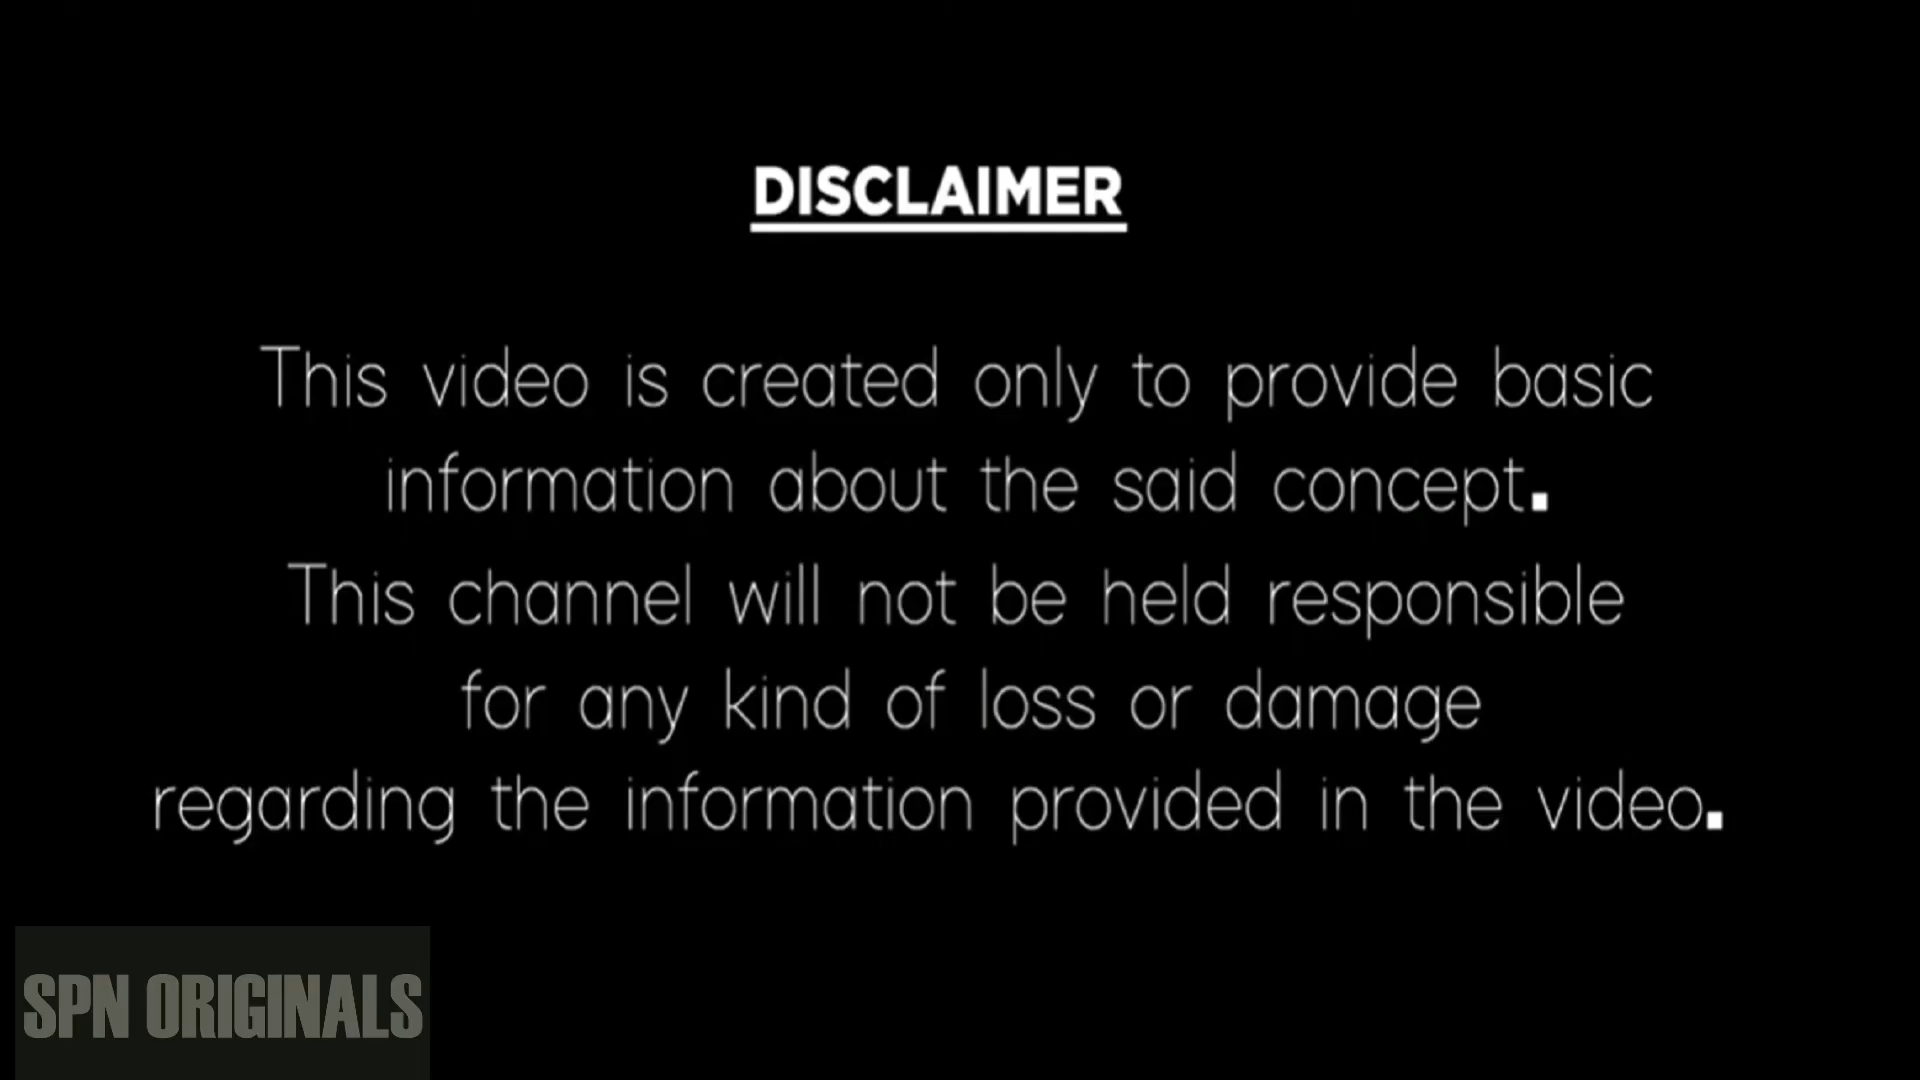 DISCLAIMER
This video is created only to provide basic
information about the said concept.
This channel will not be held responsible
for any kind of loss or damage
regarding the information provided in the video.
SPN ORIGINALS